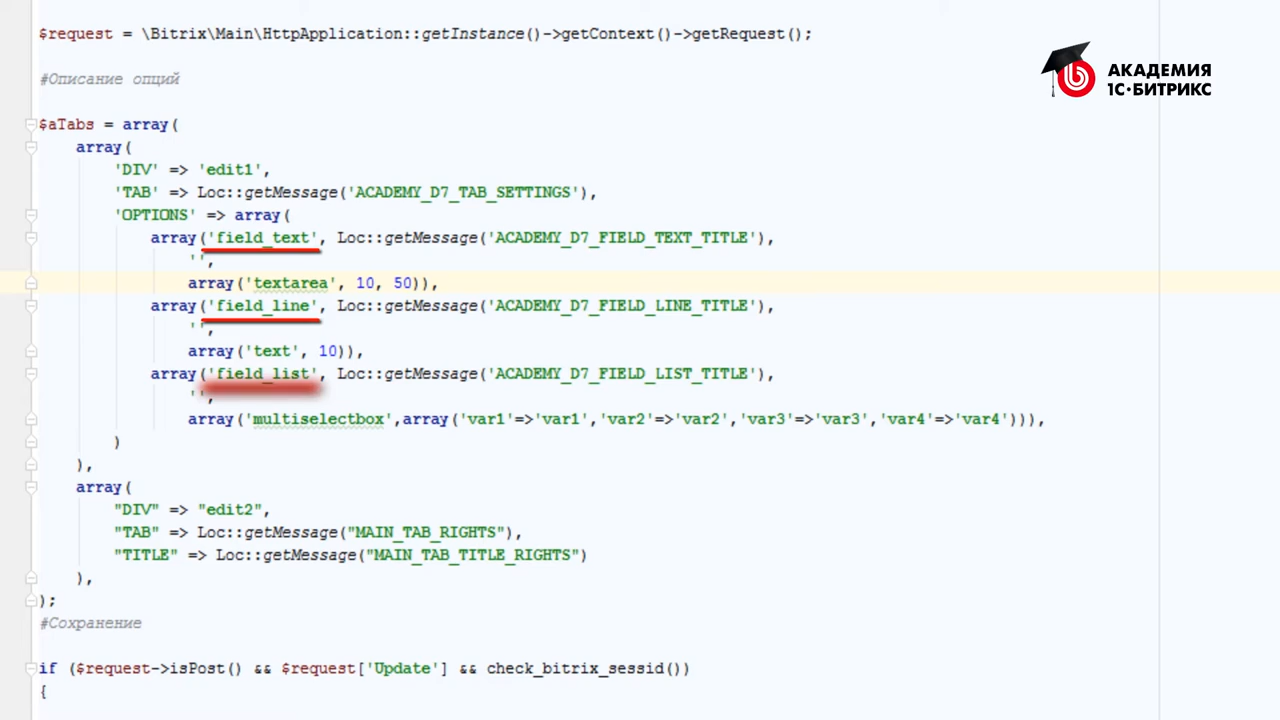 $request = \Bitrix\Main\HttpApplication::getInstance()->getContext()->getRequest();
#Описание опций
АКАДЕМИЯ
1С·БИТРИКС
$aTabs = array(
array(
'DIV' => 'edit1',
'TAB' => Loc::getMessage('ACADEMY_D7_TAB_SETTINGS'),
'OPTIONS' => array(
array('field_text', Loc::getMessage('ACADEMY_D7_FIELD_TEXT_TITLE'),
'',
array('textarea', 10, 50)),
array('field_line', Loc::getMessage('ACADEMY_D7_FIELD_LINE_TITLE'),
'',
array('text', 10)),
array('field_list', Loc::getMessage('ACADEMY_D7_FIELD_LIST_TITLE'),
'',
array('multiselectbox',array('var1'=>'var1','var2'=>'var2','var3'=>'var3','var4'=>'var4'))),
)
),
array(
"DIV" => "edit2",
"TAB" => Loc::getMessage("MAIN_TAB_RIGHTS"),
"TITLE" => Loc::getMessage("MAIN_TAB_TITLE_RIGHTS")
),
);
#Сохранение
if ($request->isPost() && $request['Update'] && check_bitrix_sessid())
{